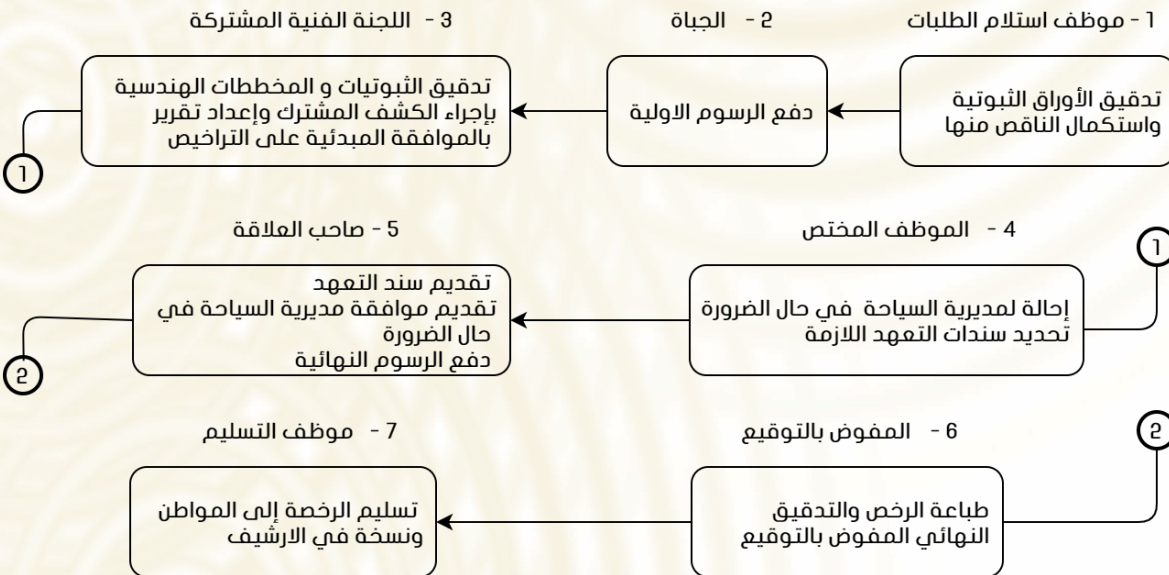 1 - موظف استلام الطلبات
تدقيق الأوراق الثبوتية
واستكمال الناقص منها
2 - الجباة
دفع الرسوم الاولية
3 - اللجنة الفنية المشتركة
تدقيق الثبوتيات و المخططات الهندسية
بإجراء الكشف المشترك وإعداد تقرير
بالموافقة المبدئية على التراخيص
1
1
4 - الموظف المختص
إحالة لمديرية السياحة في حال الضرورة
تحديد سندات التعهد اللازمة
5 - صاحب العلاقة
تقديم سند التعهد
تقديم موافقة مديرية السياحة في
حال الضرورة
دفع الرسوم النهائية
2
2
6 - المفوض بالتوقيع
طباعة الرخص والتدقيق
النهائي المفوض بالتوقيع
7 - موظف التسليم
تسليم الرخصة إلى المواطن
ونسخة في الارشيف